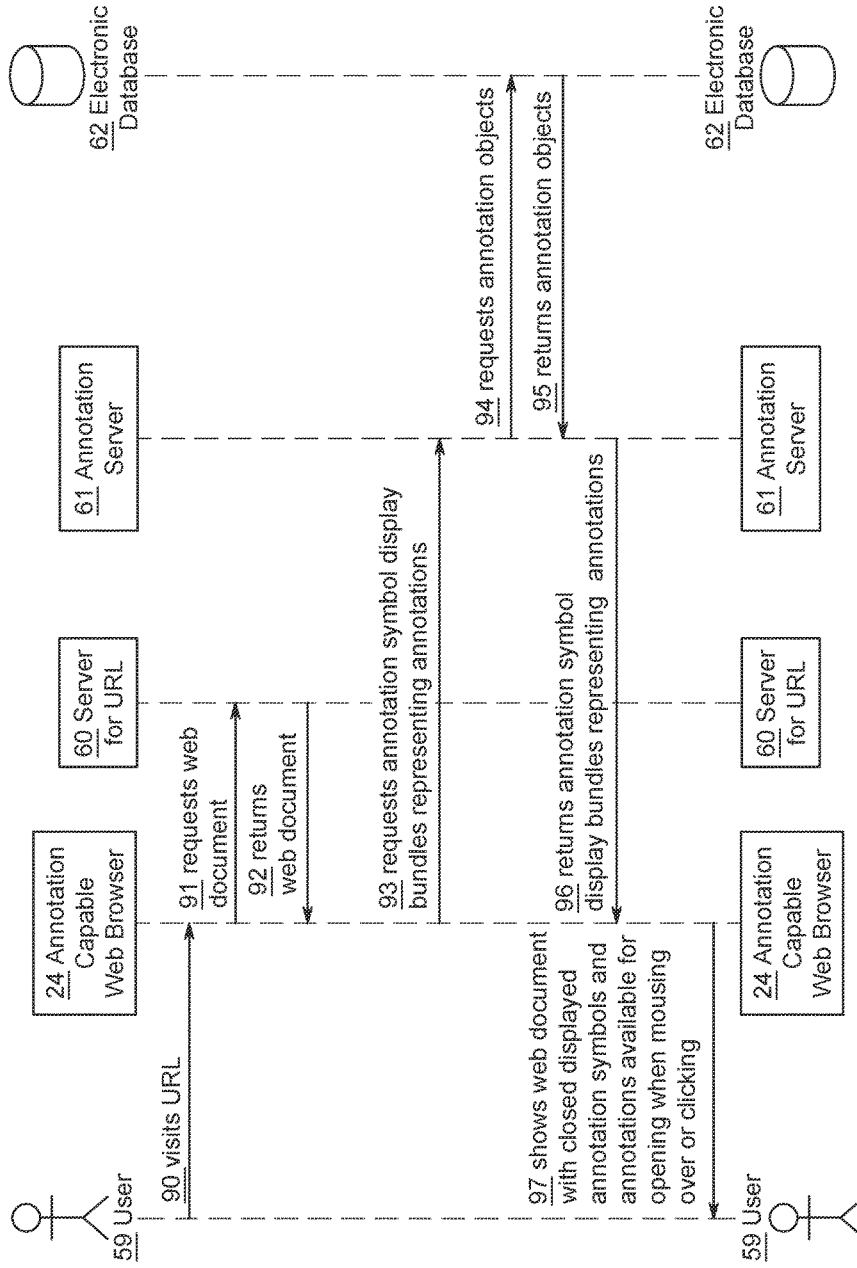 59 User
24 Annotation
Capable
Web Browser
60 Server
for URL
61 Annotation
Server
62 Electronic
Database
90 visits URL
91 requests web
document
92 returns
web document
93 requests annotation symbol display
bundles representing annotations
94 requests annotation objects
95 returns annotation objects
96 returns annotation symbol
display bundles representing annotations
97 shows web document
with closed displayed
annotation symbols and
annotations available for
opening when mousing
over or clicking
59 User
24 Annotation
Capable
Web Browser
60 Server
for URL
61 Annotation
Server
62 Electronic
Database